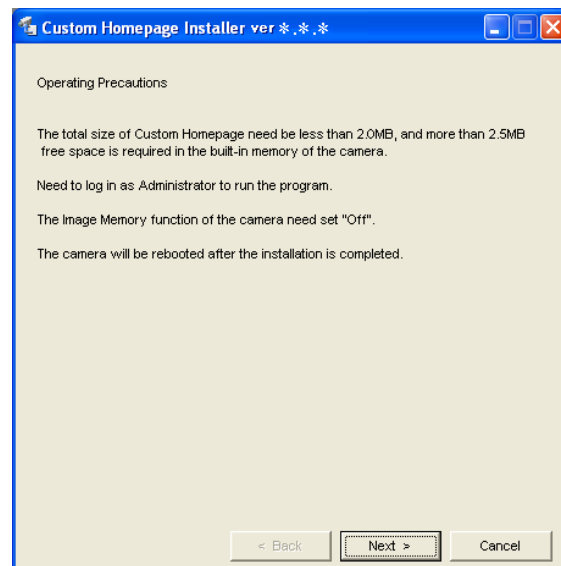 Custom Homepage Installer ver *.*.*
Operating Precautions
The total size of Custom Homepage need be less than 2.0MB, and more than 2.5MB
free space is required in the built-in memory of the camera.
Need to log in as Administrator to run the program.
The Image Memory function of the camera need set "Off".
The camera will be rebooted after the installation is completed.
< Back Next > Cancel